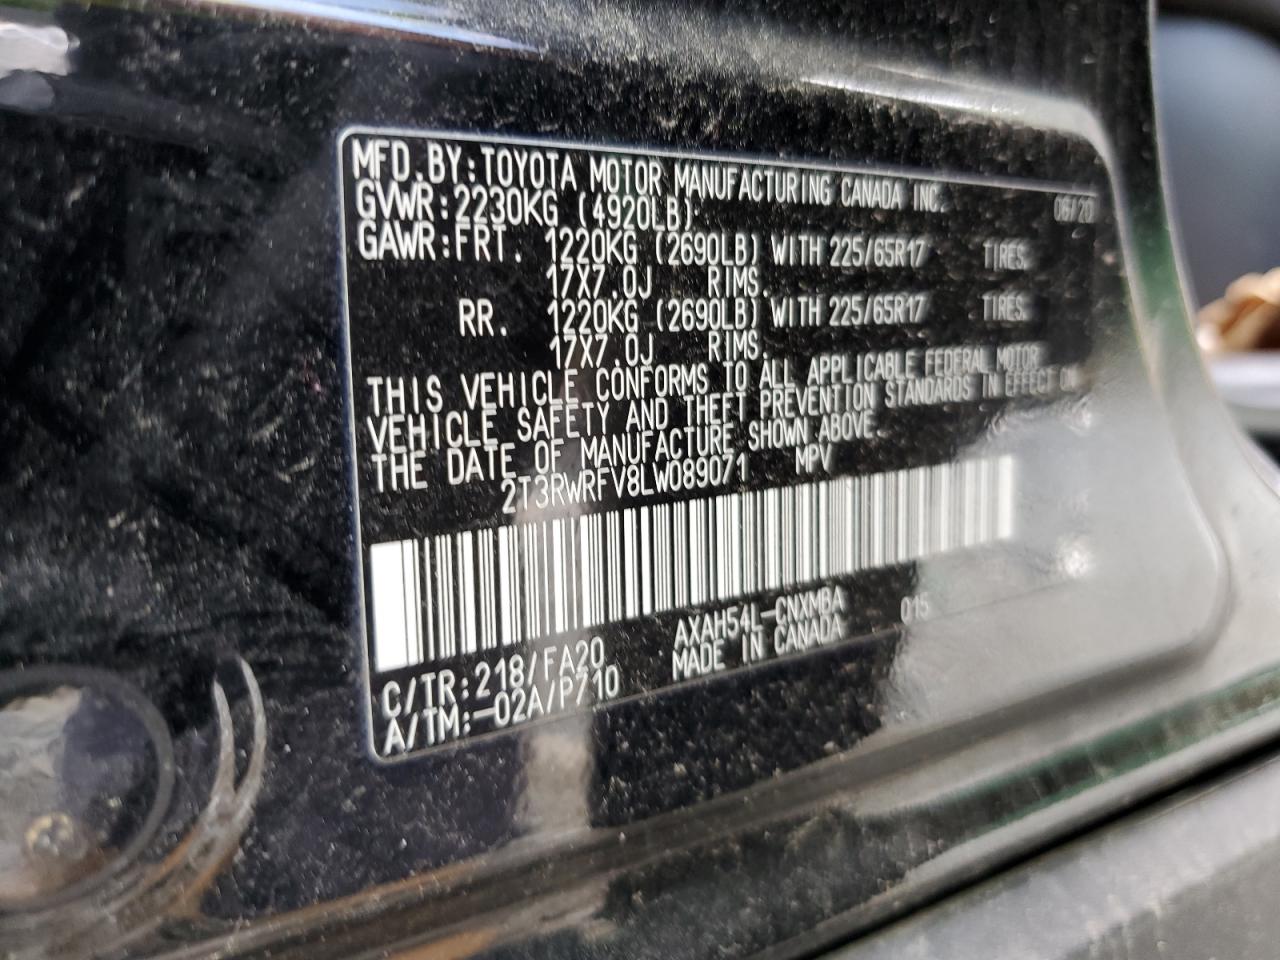 MFD.BY:TOYOTA MOTOR MANUFACTURING CANADA INC. 06/20
GVWR:2230KG (4920LB)
GAWR:FRT. 1220KG (2690LB) WITH 225/65R17 TIRES.
17X7.0J RIMS.
RR. 1220KG (2690LB) WITH 225/65R17 TIRES.
17X7.0J RIMS.
THIS VEHICLE CONFORMS TO ALL APPLICABLE FEDERAL MOTOR
VEHICLE SAFETY AND THEFT PREVENTION STANDARDS IN EFFECT ON
THE DATE OF MANUFACTURE SHOWN ABOVE.
2T3RWRFV8LW089071 MPV
C/TR:218/FA20 AXAH54L-CNXMBA 015
A/TM:-02A/P710 MADE IN CANADA